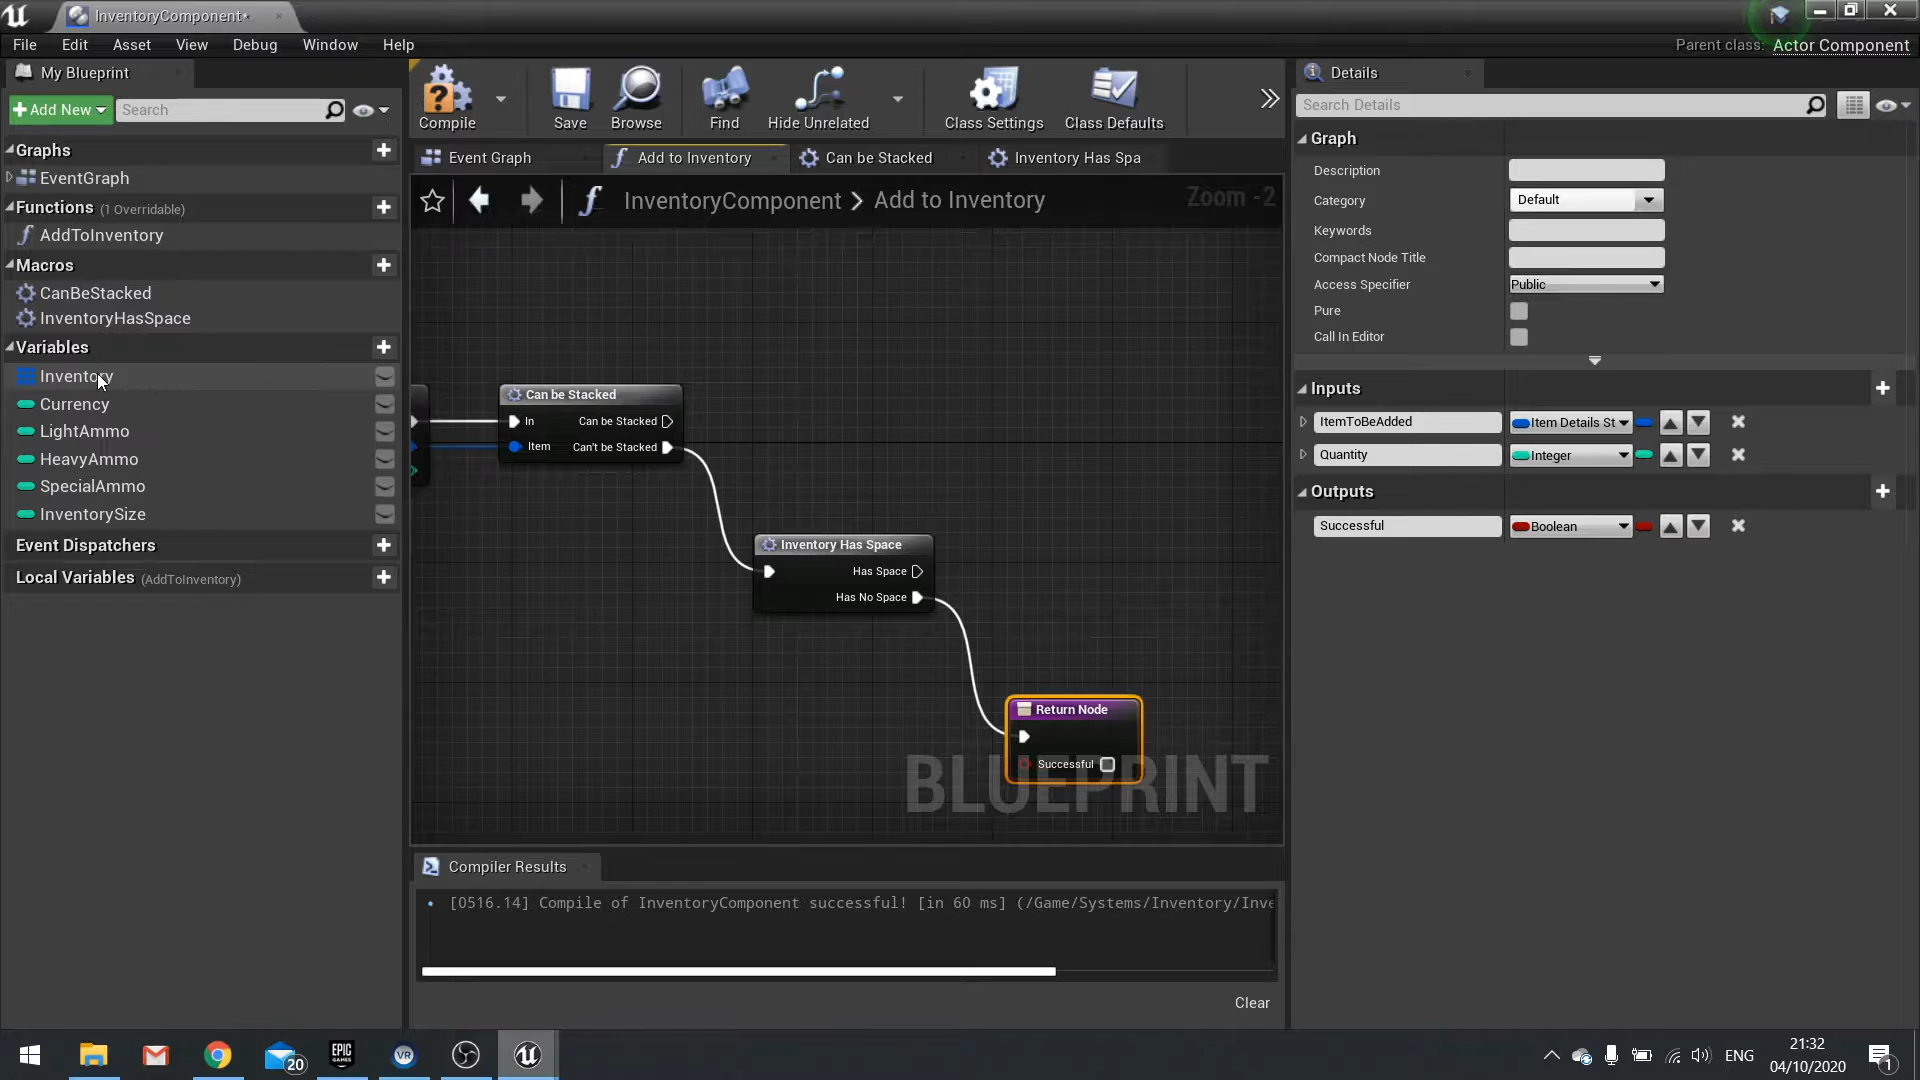 InventoryComponent*
File Edit Asset View Debug Window Help
Parent class: Actor Component
My Blueprint
Add New
Search
Graphs
EventGraph
Functions (1 Overridable)
AddToInventory
Macros
CanBeStacked
InventoryHasSpace
Variables
Inventory
Currency
LightAmmo
HeavyAmmo
SpecialAmmo
InventorySize
Event Dispatchers
Local Variables (AddToInventory)
Compile Save Browse Find Hide Unrelated Class Settings Class Defaults
Event Graph Add to Inventory Can be Stacked Inventory Has Spa
InventoryComponent > Add to Inventory
Zoom -2
Can be Stacked
In Can be Stacked
Item Can't be Stacked
Inventory Has Space
Has Space
Has No Space
Return Node
Successful
BLUEPRINT
Compiler Results
[0516.14] Compile of InventoryComponent successful! [in 60 ms] (/Game/Systems/Inventory/Inve
Clear
Details
Search Details
Graph
Description
Category Default
Keywords
Compact Node Title
Access Specifier Public
Pure
Call In Editor
Inputs
ItemToBeAdded Item Details St
Quantity Integer
Outputs
Successful Boolean
20
EPIC
GAMES
VR
ENG
21:32
04/10/2020
1